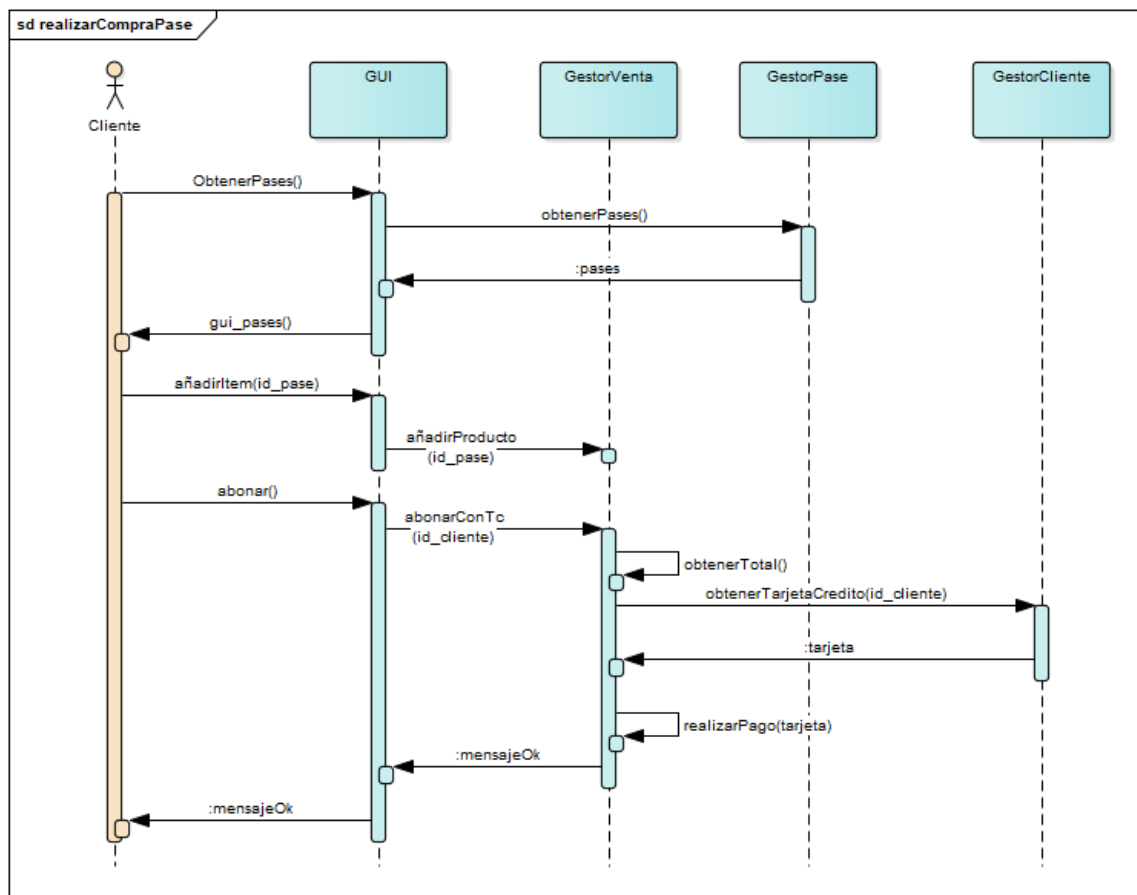 sd realizarCompraPase
Cliente
GUI
GestorVenta
GestorPase
GestorCliente
ObtenerPases()
obtenerPases()
:pases
gui_pases()
añadirItem(id_pase)
añadirProducto
(id_pase)
abonar()
abonarConTc
(id_cliente)
obtenerTotal()
obtenerTarjetaCredito(id_cliente)
:tarjeta
realizarPago(tarjeta)
:mensajeOk
:mensajeOk